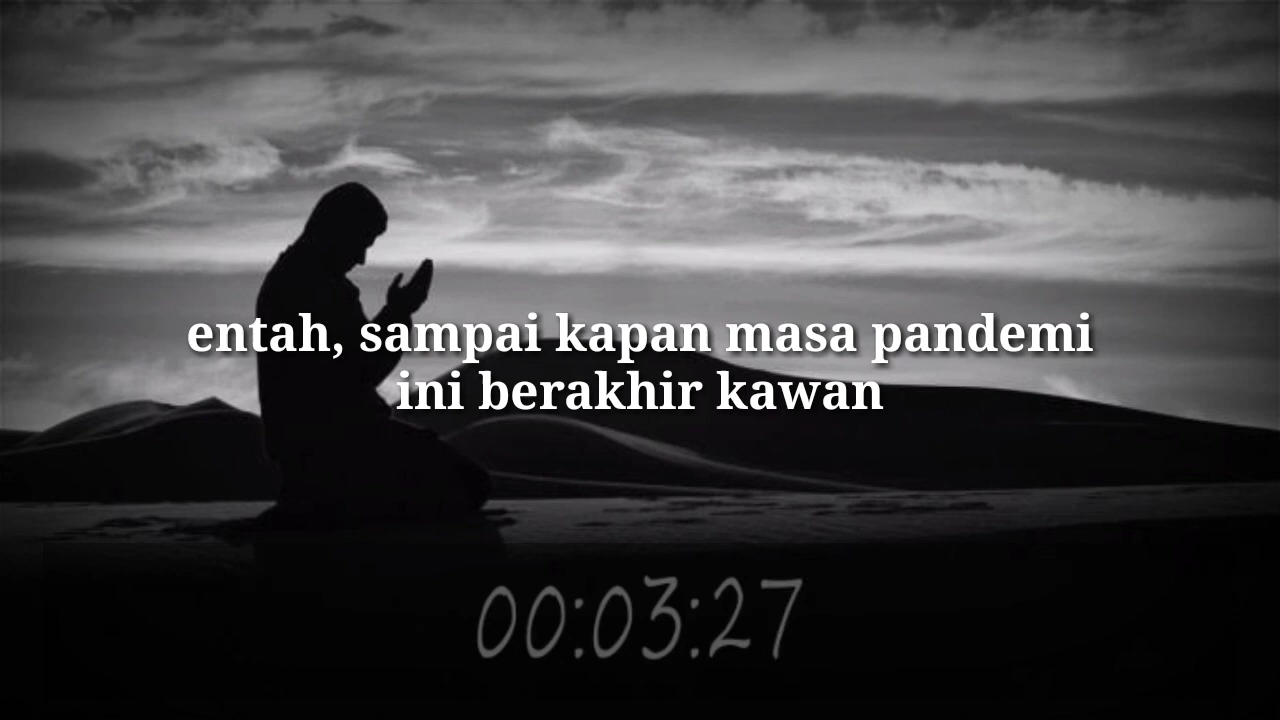 entah, sampai kapan masa pandemi
ini berakhir kawan
00:03:27